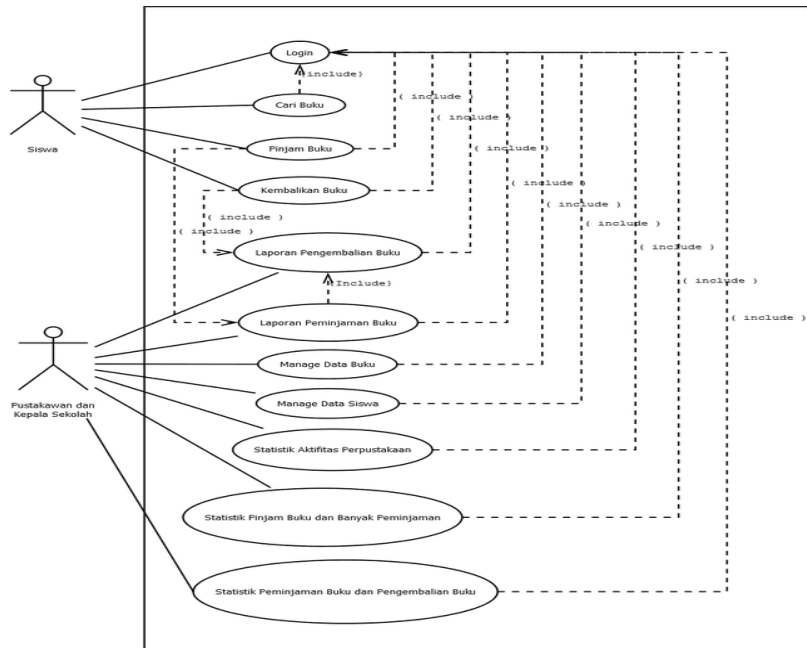 Login
{include}
Cari Buku
{ include }
Siswa
Pinjam Buku
{ include }
{ include }
Kembalikan Buku
{ include }
{ include }
{ include }
{ include }
{ include }
{ include }
Laporan Pengembalian Buku
{ include }
{Include}
{ include }
Laporan Peminjaman Buku
{ include }
Manage Data Buku
Manage Data Siswa
Pustakawan dan
Kepala Sekolah
Statistik Aktifitas Perpustakaan
Statistik Pinjam Buku dan Banyak Peminjaman
Statistik Peminjaman Buku dan Pengembalian Buku